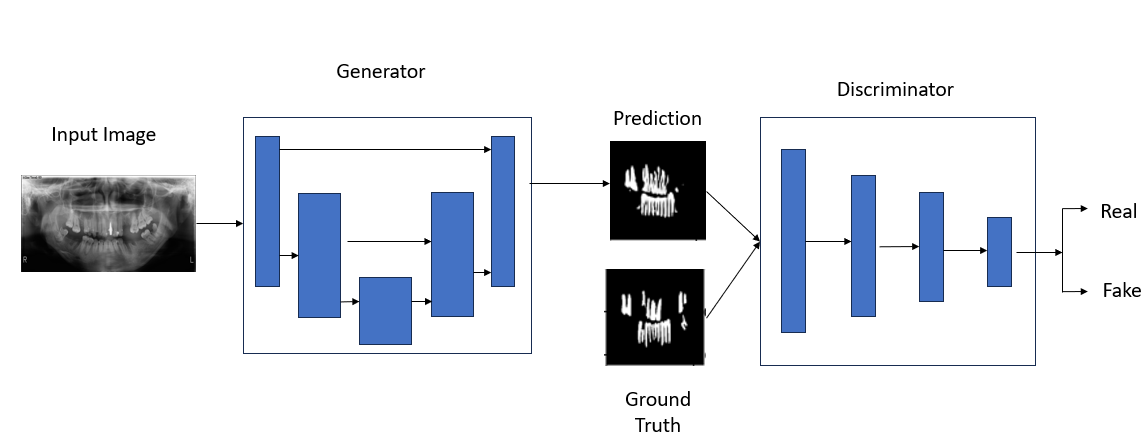 Generator
Discriminator
Prediction
Input Image
Real
R
L
Fake
Ground
Truth